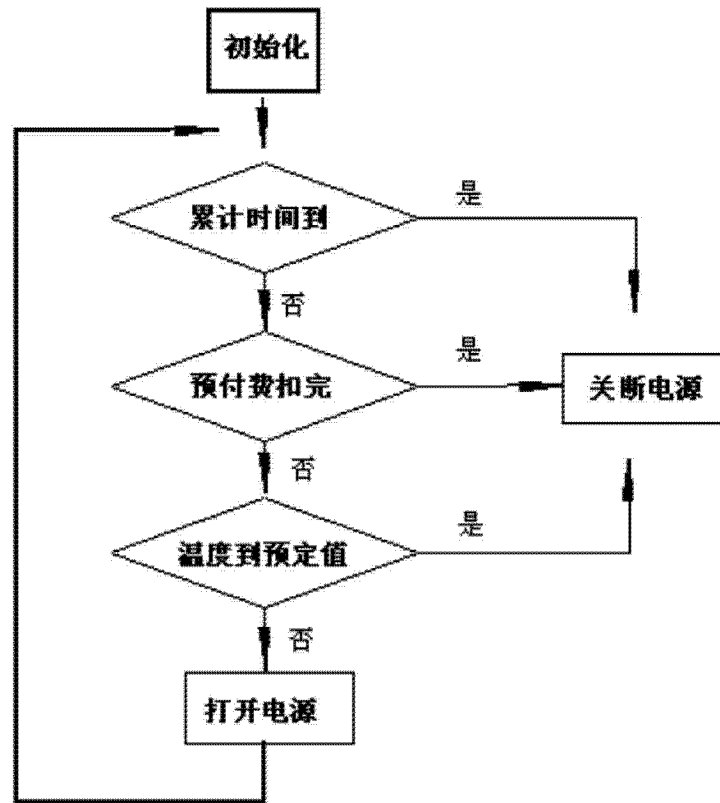 初始化
累计时间到
是
否
预付费扣完
是
关断电源
否
温度到预定值
是
否
打开电源